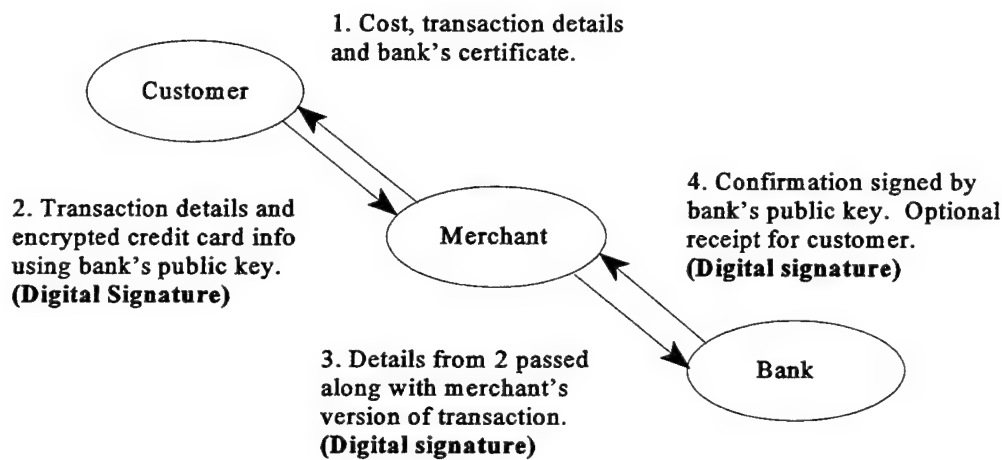 1. Cost, transaction details
and bank's certificate.
Customer
2. Transaction details and
encrypted credit card info
using bank's public key.
(Digital Signature)
Merchant
4. Confirmation signed by
bank's public key. Optional
receipt for customer.
(Digital signature)
3. Details from 2 passed
along with merchant's
version of transaction.
(Digital signature)
Bank